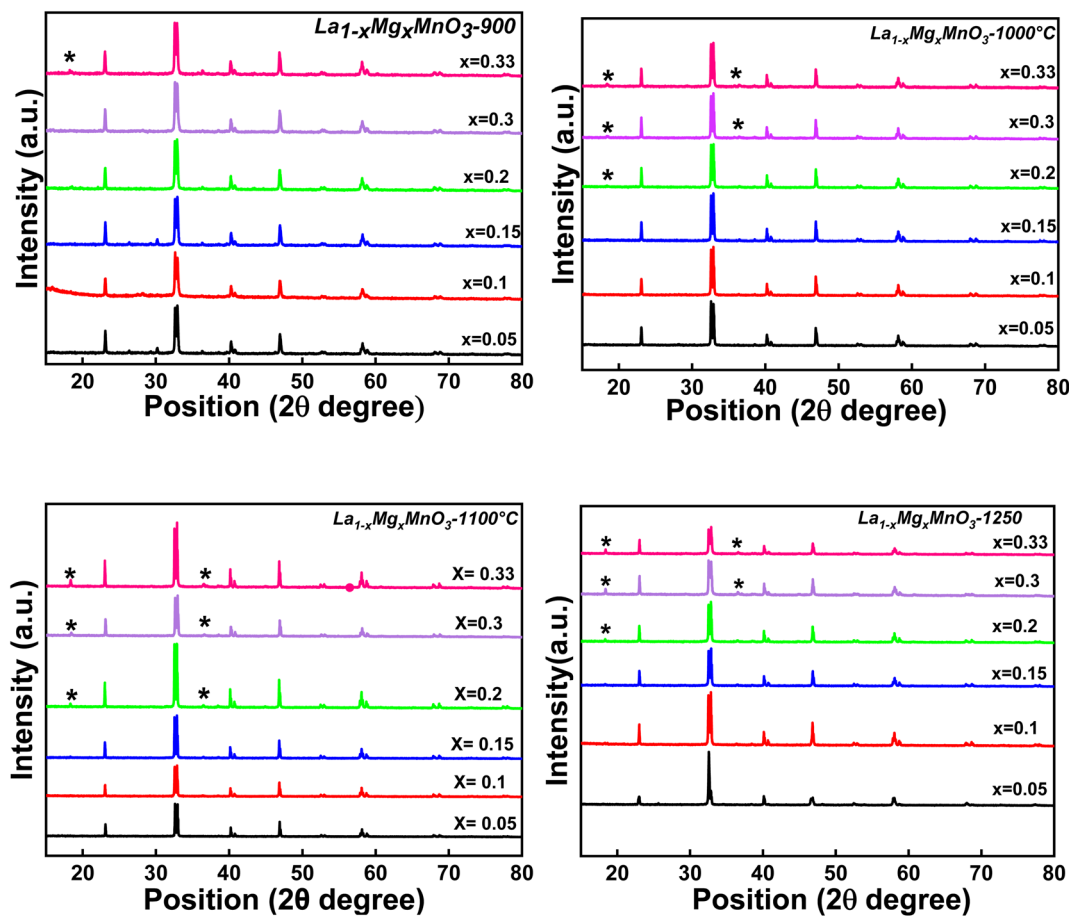 La1-xMgxMnO3-900
*
x=0.33
x=0.3
x=0.2
x=0.15
x=0.1
x=0.05
Intensity (a.u.)
20 30 40 50 60 70 80
Position (2θ degree)
La1-xMgxMnO3-1000°C
* *
x=0.33
* *
x=0.3
*
x=0.2
x=0.15
x=0.1
x=0.05
Intensity (a.u.)
20 30 40 50 60 70 80
Position (2θ degree)
La1-xMgxMnO3-1100°C
* *
X= 0.33
* *
X= 0.3
* *
X= 0.2
X= 0.15
X= 0.1
X= 0.05
Intensity (a.u.)
20 30 40 50 60 70 80
Position (2θ degree)
La1-xMgxMnO3-1250
* *
x=0.33
* *
x=0.3
*
x=0.2
x=0.15
x=0.1
x=0.05
Intensity(a.u.)
20 30 40 50 60 70 80
Position (2θ degree)